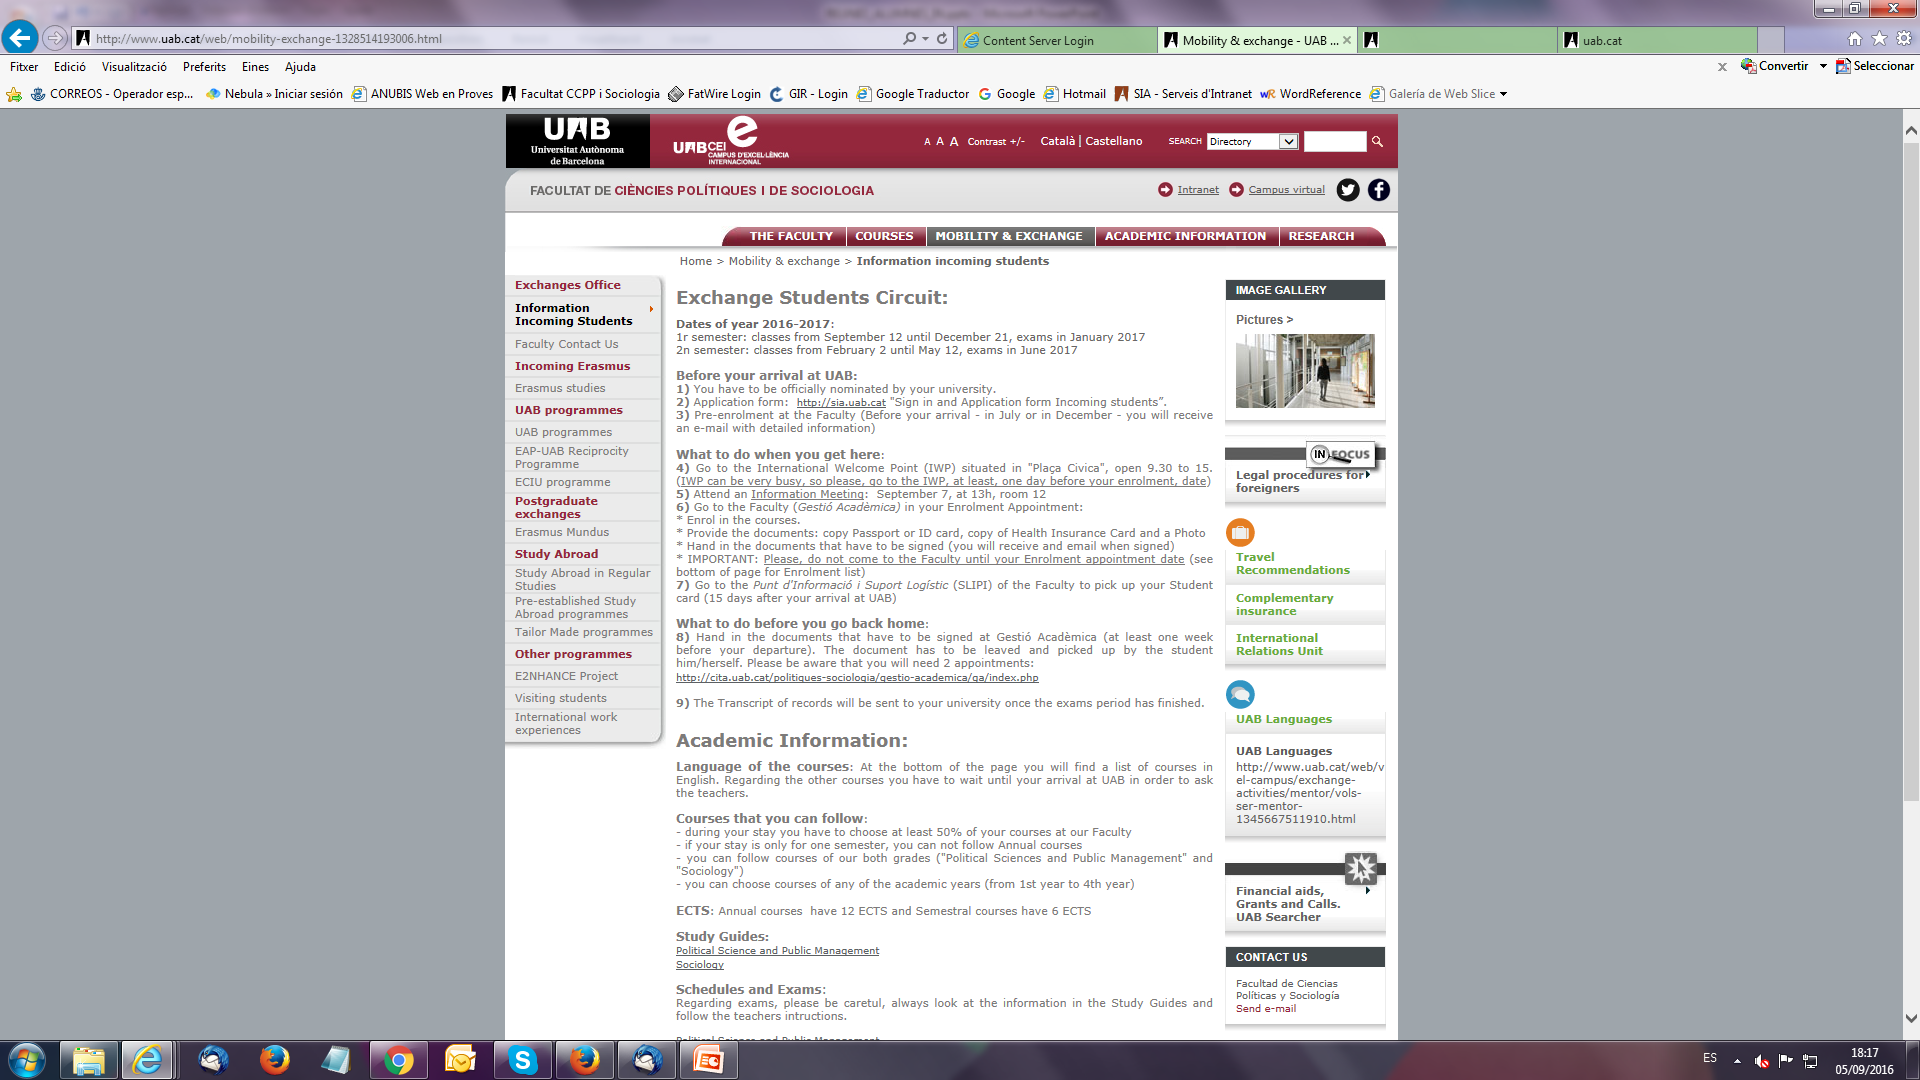 http://www.uab.cat/web/mobility-exchange-1328514193006.html
Content Server Login
Mobility & exchange - UAB ...
uab.cat
Fitxer Edició Visualització Preferits Eines Ajuda
x Convertir Seleccionar
CORREOS - Operador esp... Nebula » Iniciar sesión ANUBIS Web en Proves Facultat CCPP i Sociologia FatWire Login GIR - Login Google Traductor Google Hotmail SIA - Serveis d'Intranet WordReference Galería de Web Slice
UAB
Universitat Autònoma
de Barcelona
UABCEI
CAMPUS D'EXCEL·LÈNCIA
INTERNACIONAL
A A A Contrast +/- Català | Castellano SEARCH Directory
FACULTAT DE CIÈNCIES POLÍTIQUES I DE SOCIOLOGIA
Intranet Campus virtual
THE FACULTY COURSES MOBILITY & EXCHANGE ACADEMIC INFORMATION RESEARCH
Home > Mobility & exchange > Information incoming students
Exchanges Office
Information
Incoming Students
Faculty Contact Us
Incoming Erasmus
Erasmus studies
UAB programmes
UAB programmes
EAP-UAB Reciprocity
Programme
ECIU programme
Postgraduate
exchanges
Erasmus Mundus
Study Abroad
Study Abroad in Regular
Studies
Pre-established Study
Abroad programmes
Tailor Made programmes
Other programmes
E2NHANCE Project
Visiting students
International work
experiences
Exchange Students Circuit:
Dates of year 2016-2017:
1r semester: classes from September 12 until December 21, exams in January 2017
2n semester: classes from February 2 until May 12, exams in June 2017
Before your arrival at UAB:
1) You have to be officially nominated by your university.
2) Application form: http://sia.uab.cat "Sign in and Application form Incoming students".
3) Pre-enrolment at the Faculty (Before your arrival - in July or in December - you will receive
an e-mail with detailed information)
What to do when you get here:
4) Go to the International Welcome Point (IWP) situated in "Plaça Civica", open 9.30 to 15.
(IWP can be very busy, so please, go to the IWP, at least, one day before your enrolment, date)
5) Attend an Information Meeting: September 7, at 13h, room 12
6) Go to the Faculty (Gestió Acadèmica) in your Enrolment Appointment:
* Enrol in the courses.
* Provide the documents: copy Passport or ID card, copy of Health Insurance Card and a Photo
* Hand in the documents that have to be signed (you will receive and email when signed)
* IMPORTANT: Please, do not come to the Faculty until your Enrolment appointment date (see
bottom of page for Enrolment list)
7) Go to the Punt d'Informació i Suport Logístic (SLIPI) of the Faculty to pick up your Student
card (15 days after your arrival at UAB)
What to do before you go back home:
8) Hand in the documents that have to be signed at Gestió Acadèmica (at least one week
before your departure). The document has to be leaved and picked up by the student
him/herself. Please be aware that you will need 2 appointments:
http://cita.uab.cat/politiques-sociologia/gestio-academica/qa/index.php
9) The Transcript of records will be sent to your university once the exams period has finished.
Academic Information:
Language of the courses: At the bottom of the page you will find a list of courses in
English. Regarding the other courses you have to wait until your arrival at UAB in order to ask
the teachers.
Courses that you can follow:
- during your stay you have to choose at least 50% of your courses at our Faculty
- if your stay is only for one semester, you can not follow Annual courses
- you can follow courses of our both grades ("Political Sciences and Public Management" and
"Sociology")
- you can choose courses of any of the academic years (from 1st year to 4th year)
ECTS: Annual courses have 12 ECTS and Semestral courses have 6 ECTS
Study Guides:
Political Science and Public Management
Sociology
Schedules and Exams:
Regarding exams, please be careful, always look at the information in the Study Guides and
follow the teachers intructions.
Political Science and Public Management
IMAGE GALLERY
Pictures >
IN FOCUS
Legal procedures for
foreigners
Travel
Recommendations
Complementary
insurance
International
Relations Unit
UAB Languages
UAB Languages
http://www.uab.cat/web/v
el-campus/exchange-
activities/mentor/vols-
ser-mentor-
1345667511910.html
Financial aids,
Grants and Calls.
UAB Searcher
CONTACT US
Facultad de Ciencias
Políticas y Sociología
Send e-mail
ES
18:17
05/09/2016